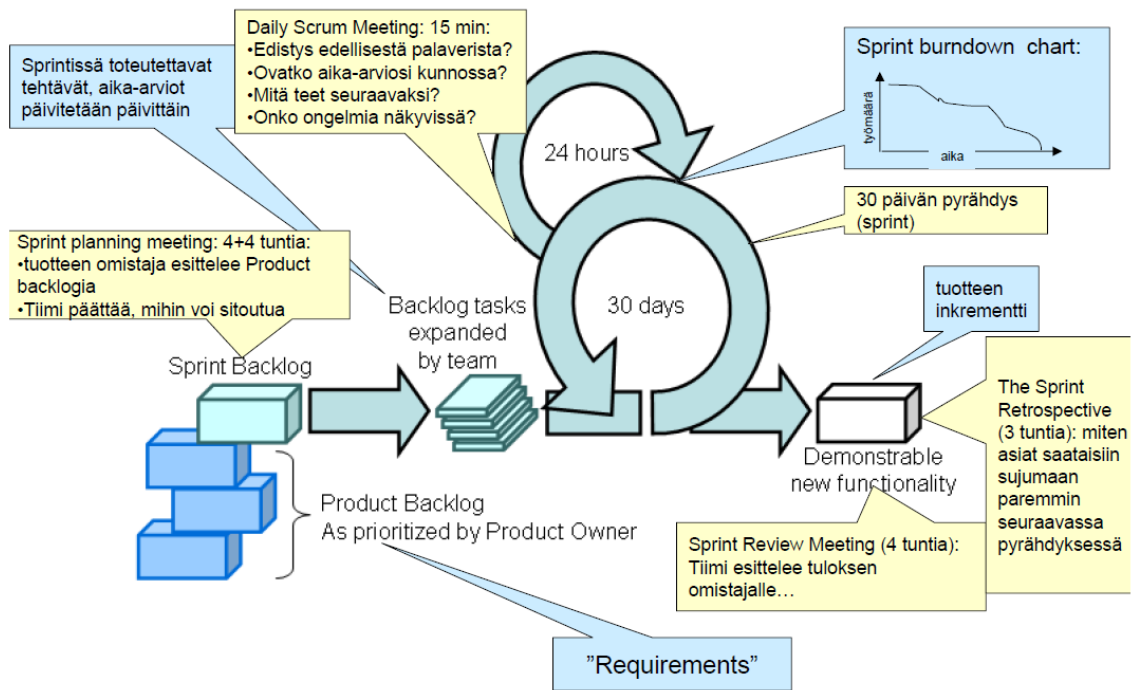 Daily Scrum Meeting: 15 min:
•Edistys edellisestä palaverista?
•Ovatko aika-arviosi kunnossa?
•Mitä teet seuraavaksi?
•Onko ongelmia näkyvissä?
Sprintissä toteutettavat
tehtävät, aika-arviot
päivitetään päivittäin
Sprint burndown chart:
työmäärä
aika
24 hours
30 päivän pyrähdys
(sprint)
Sprint planning meeting: 4+4 tuntia:
•tuotteen omistaja esittelee Product
backlogia
•Tiimi päättää, mihin voi sitoutua
Backlog tasks
expanded
by team
30 days
tuotteen
inkrementti
Sprint Backlog
The Sprint
Retrospective
(3 tuntia): miten
asiat saataisiin
sujumaan
paremmin
seuraavassa
pyrähdyksessä
Demonstrable
new functionality
Product Backlog
As prioritized by Product Owner
Sprint Review Meeting (4 tuntia):
Tiimi esittelee tuloksen
omistajalle…
”Requirements”